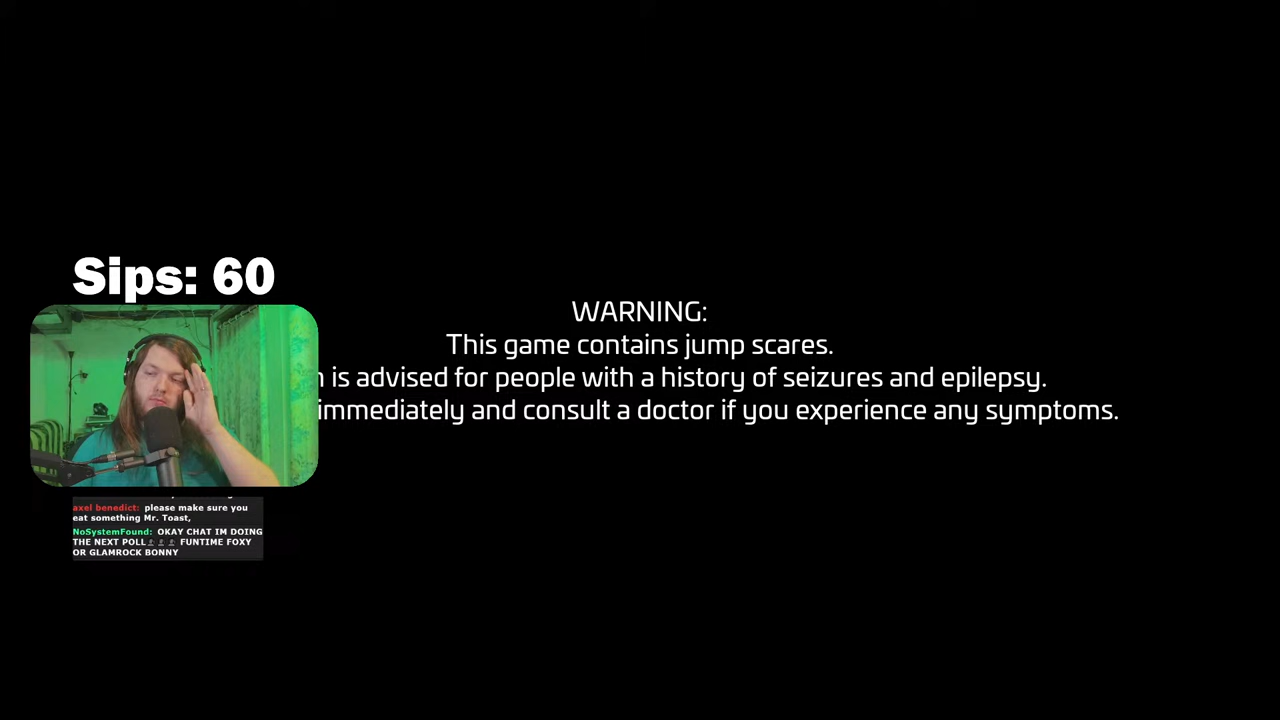 Sips: 60
WARNING:
This game contains jump scares.
is advised for people with a history of seizures and epilepsy.
immediately and consult a doctor if you experience any symptoms.
axel benedict: please make sure you
eat something Mr. Toast,
NoSystemFound: OKAY CHAT IM DOING
THE NEXT POLL FUNTIME FOXY
OR GLAMROCK BONNY